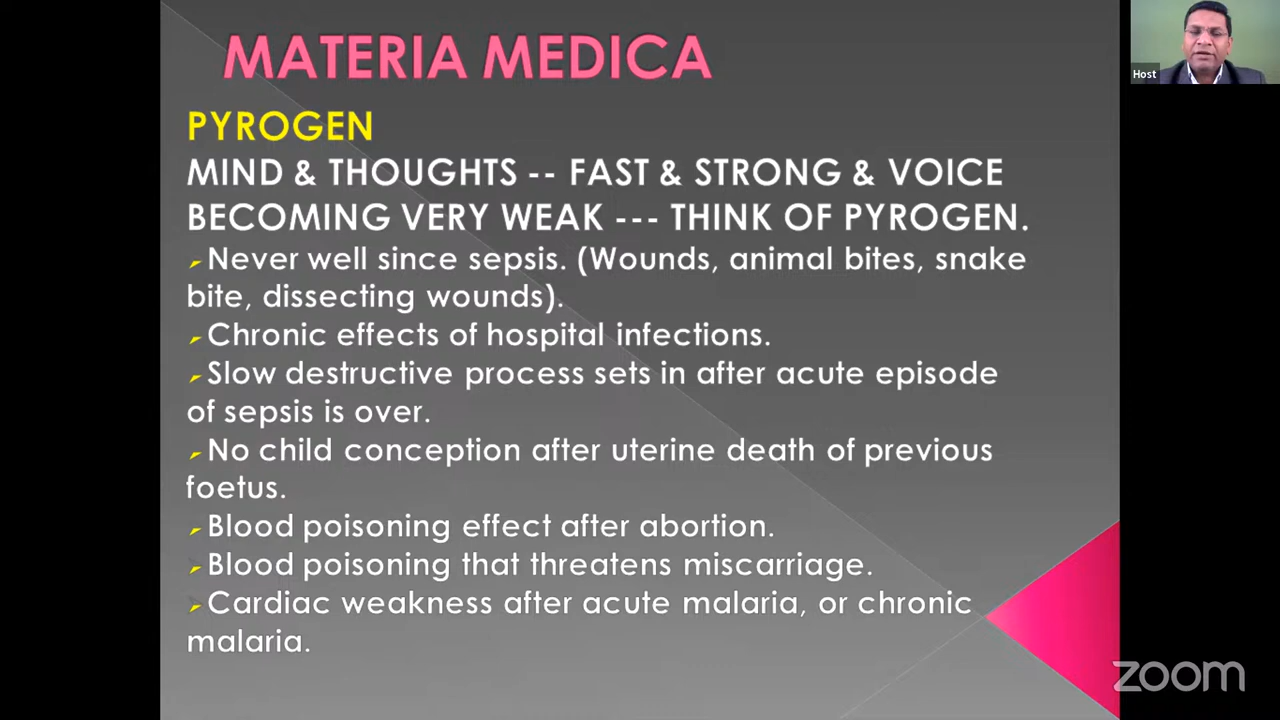 MATERIA MEDICA
Host
PYROGEN
MIND & THOUGHTS -- FAST & STRONG & VOICE
BECOMING VERY WEAK --- THINK OF PYROGEN.
Never well since sepsis. (Wounds, animal bites, snake
bite, dissecting wounds).
Chronic effects of hospital infections.
Slow destructive process sets in after acute episode
of sepsis is over.
No child conception after uterine death of previous
foetus.
Blood poisoning effect after abortion.
Blood poisoning that threatens miscarriage.
Cardiac weakness after acute malaria, or chronic
malaria.
zoom